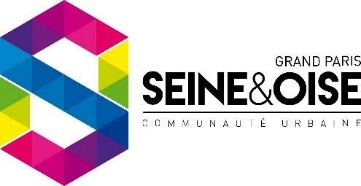 GRAND PARIS
SEINE&OISE
COMMUNAUTÉ URBAINE